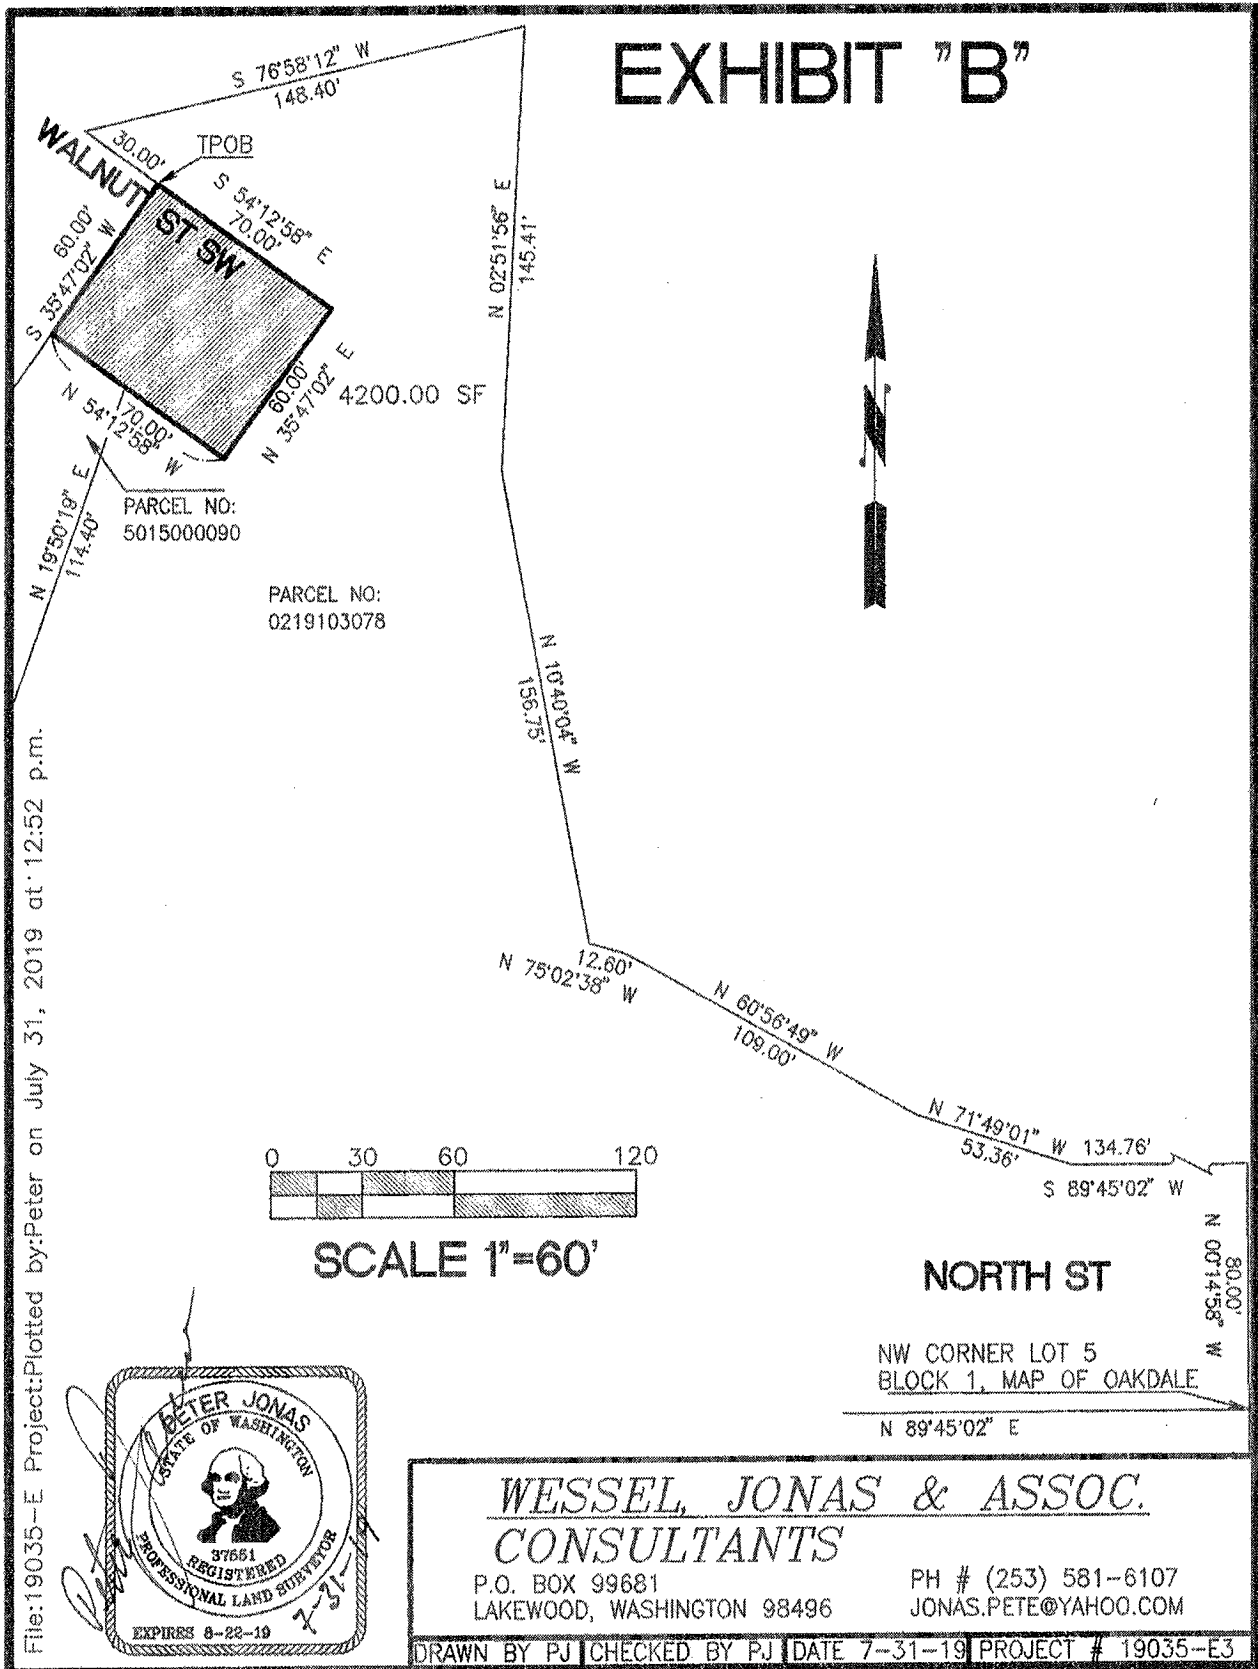 EXHIBIT "B"
S 76°58'12" W
148.40'
30.00'
TPOB
WALNUT
ST SW
S 54°12'58" E
70.00'
60.00'
S 35°47'02" W
N 02°51'56" E
145.41'
60.00'
N 35°47'02" E
4200.00 SF
70.00'
N 54°12'58" W
N 19°50'19" E
114.40'
PARCEL NO:
5015000090
PARCEL NO:
0219103078
N 10°40'04" W
156.75'
12.60'
N 75°02'38" W
N 60°56'49" W
109.00'
N 71°49'01" W
53.36'
134.76'
S 89°45'02" W
80.00'
N 00°14'58" W
0 30 60 120
SCALE 1"=60'
NORTH ST
NW CORNER LOT 5
BLOCK 1, MAP OF OAKDALE
N 89°45'02" E
File:19035-E Project:Plotted by:Peter on July 31, 2019 at 12:52 p.m.
PETER JONAS
STATE OF WASHINGTON
37551
REGISTERED
PROFESSIONAL LAND SURVEYOR
EXPIRES 8-22-19
WESSEL, JONAS & ASSOC.
CONSULTANTS
P.O. BOX 99681
LAKEWOOD, WASHINGTON 98496
PH # (253) 581-6107
JONAS.PETE@YAHOO.COM
DRAWN BY PJ CHECKED BY PJ DATE 7-31-19 PROJECT # 19035-E3